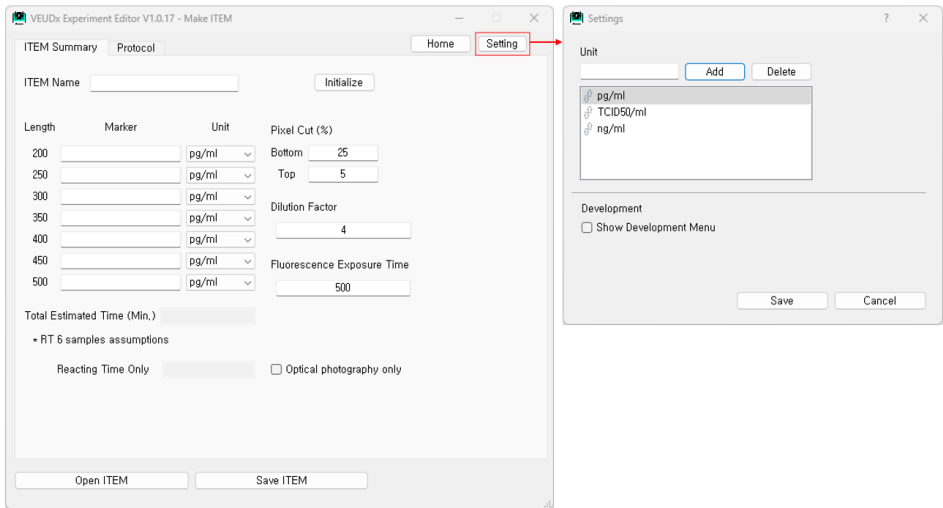 VEUDx Experiment Editor V1.0.17 - Make ITEM
ITEM Summary
Protocol
Home
Setting
ITEM Name
Initialize
Length Marker Unit
200 pg/ml
250 pg/ml
300 pg/ml
350 pg/ml
400 pg/ml
450 pg/ml
500 pg/ml
Pixel Cut (%)
Bottom 25
Top 5
Dilution Factor
4
Fluorescence Exposure Time
500
Total Estimated Time (Min,)
* RT 6 samples assumptions
Reacting Time Only
Optical photography only
Open ITEM
Save ITEM
Settings
?
Unit
Add
Delete
pg/ml
TCID50/ml
ng/ml
Development
Show Development Menu
Save
Cancel